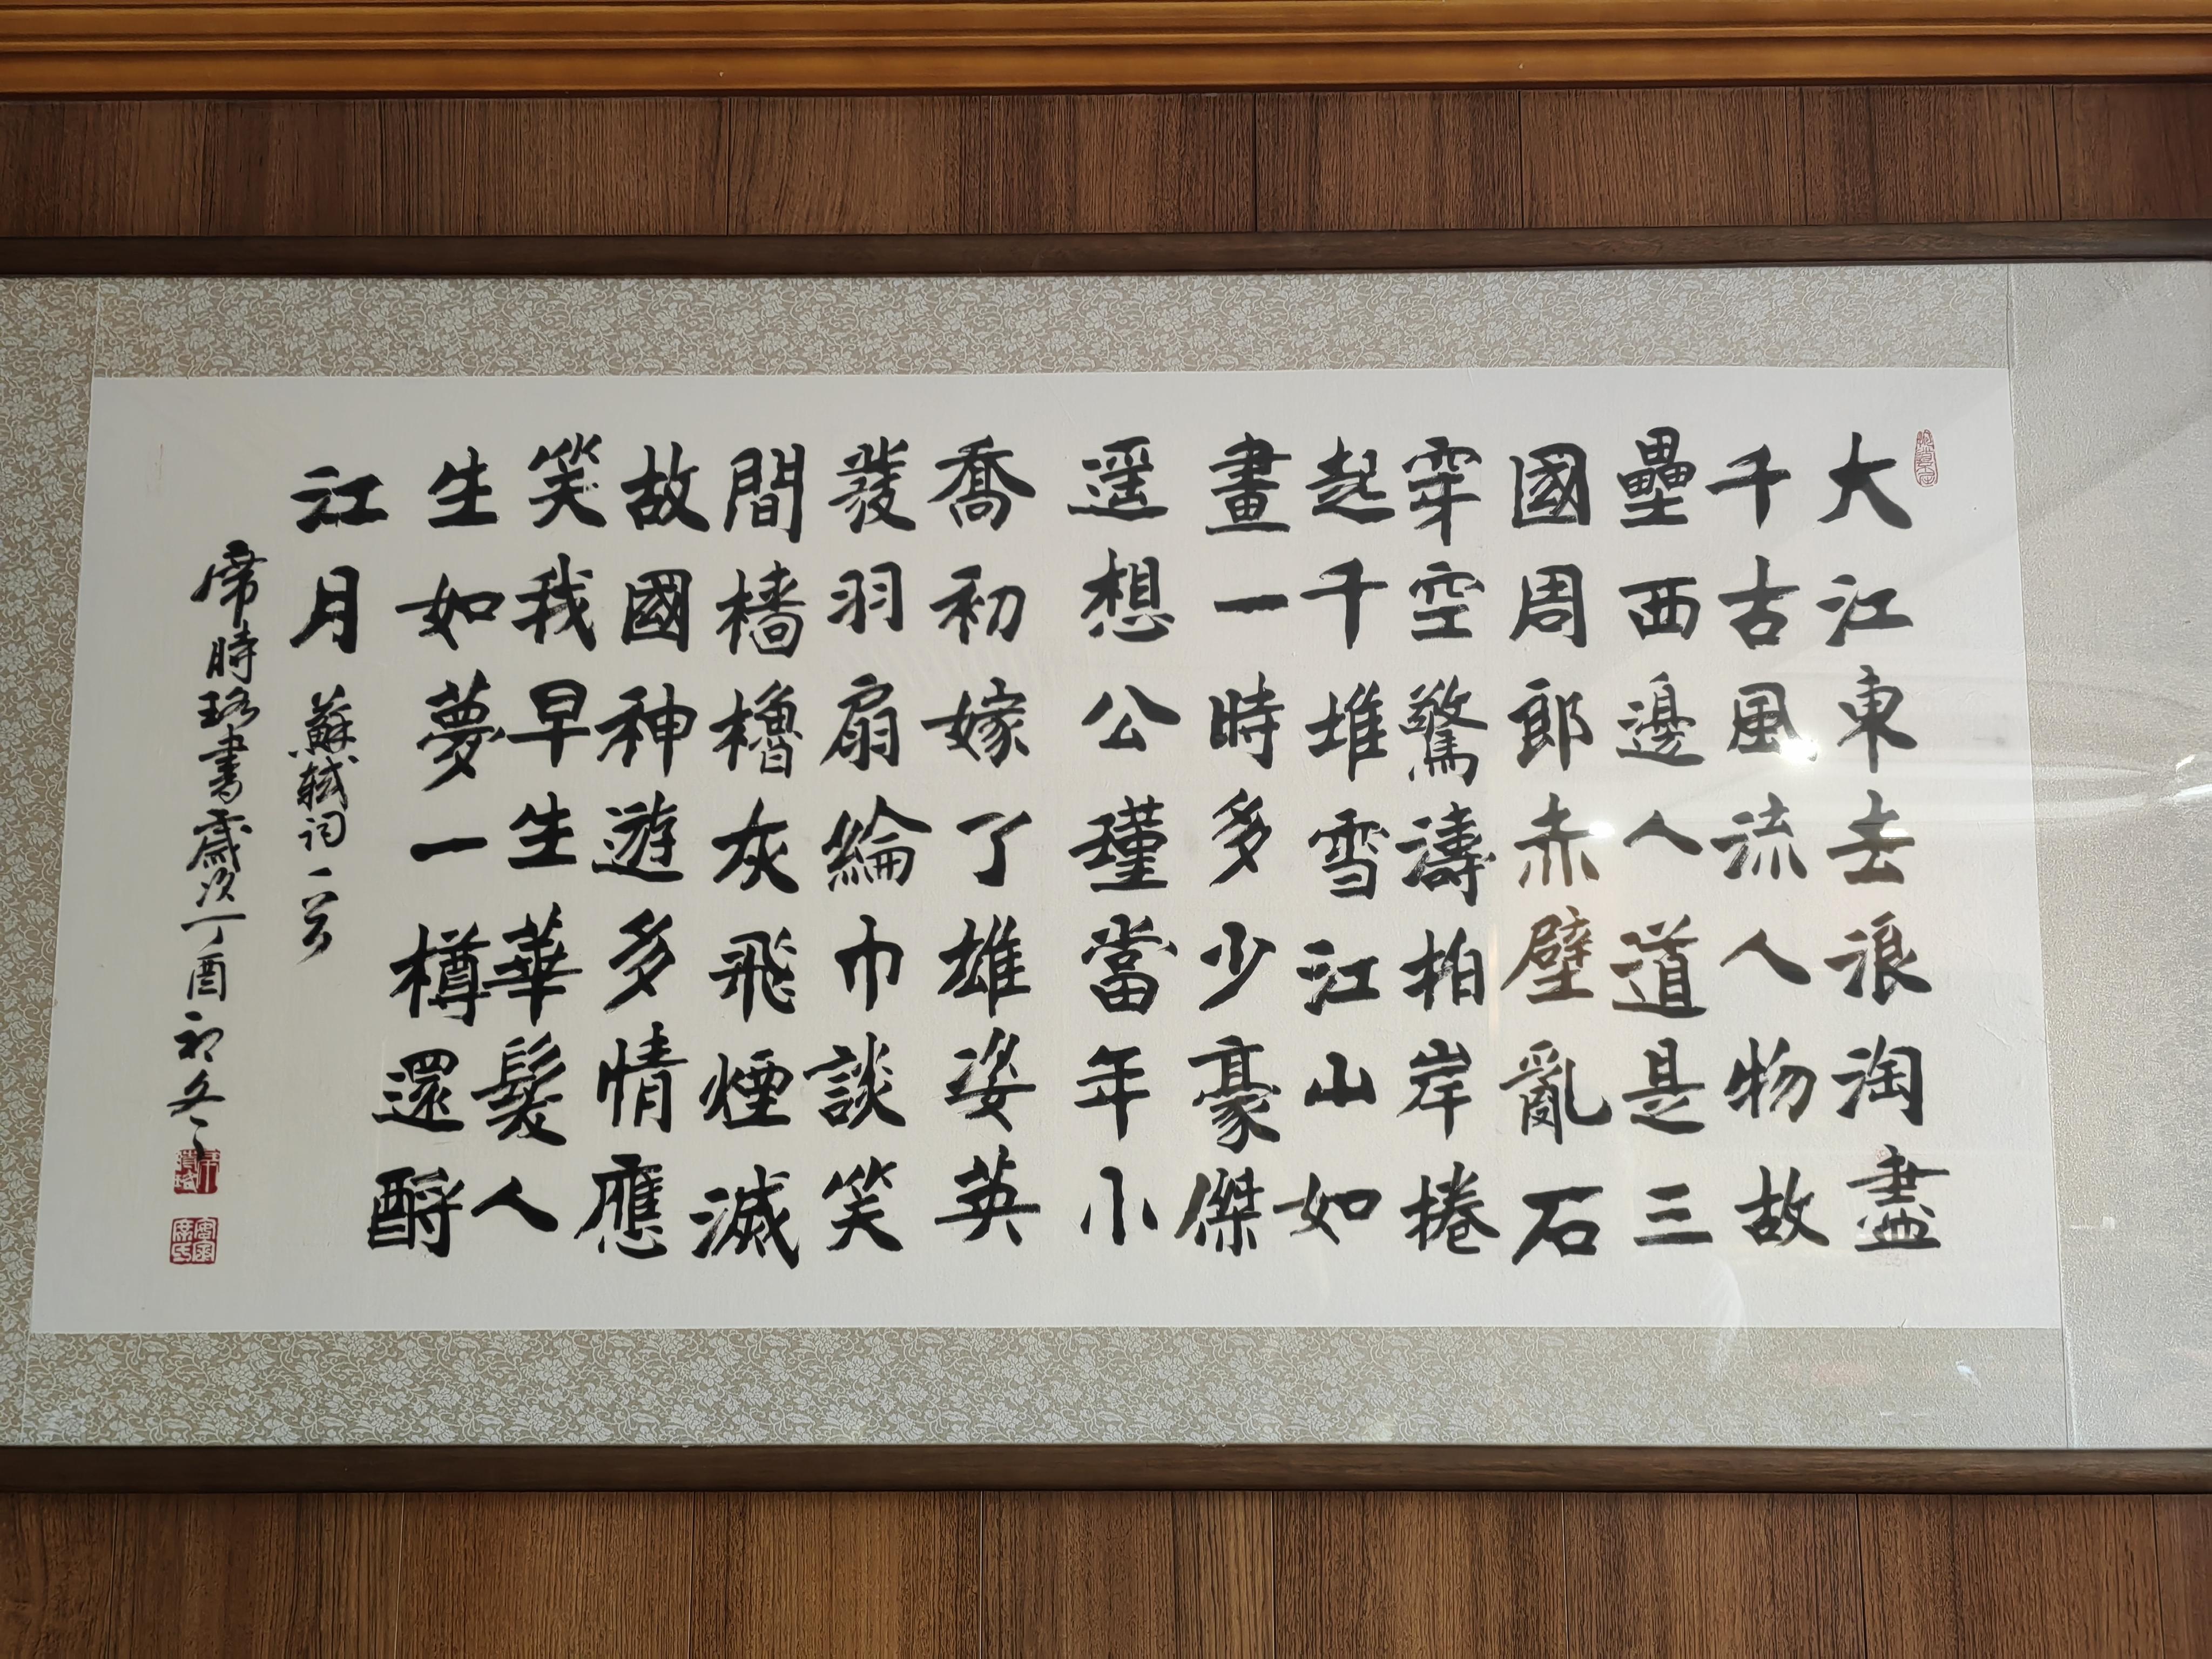 大江東去浪淘盡
千古風流人物故
壘西邊人道是三
國周郎赤壁亂石
穿空驚濤拍岸捲
起千堆雪江山如
畫一時多少豪傑
遥想公瑾當年小
喬初嫁了雄姿英
發羽扇綸巾談笑
間檣櫓灰飛煙滅
故國神遊多情應
笑我早生華髮人
生如夢一樽還酹
江月 蘇軾詞一首
席時珞書歲次丁酉初冬